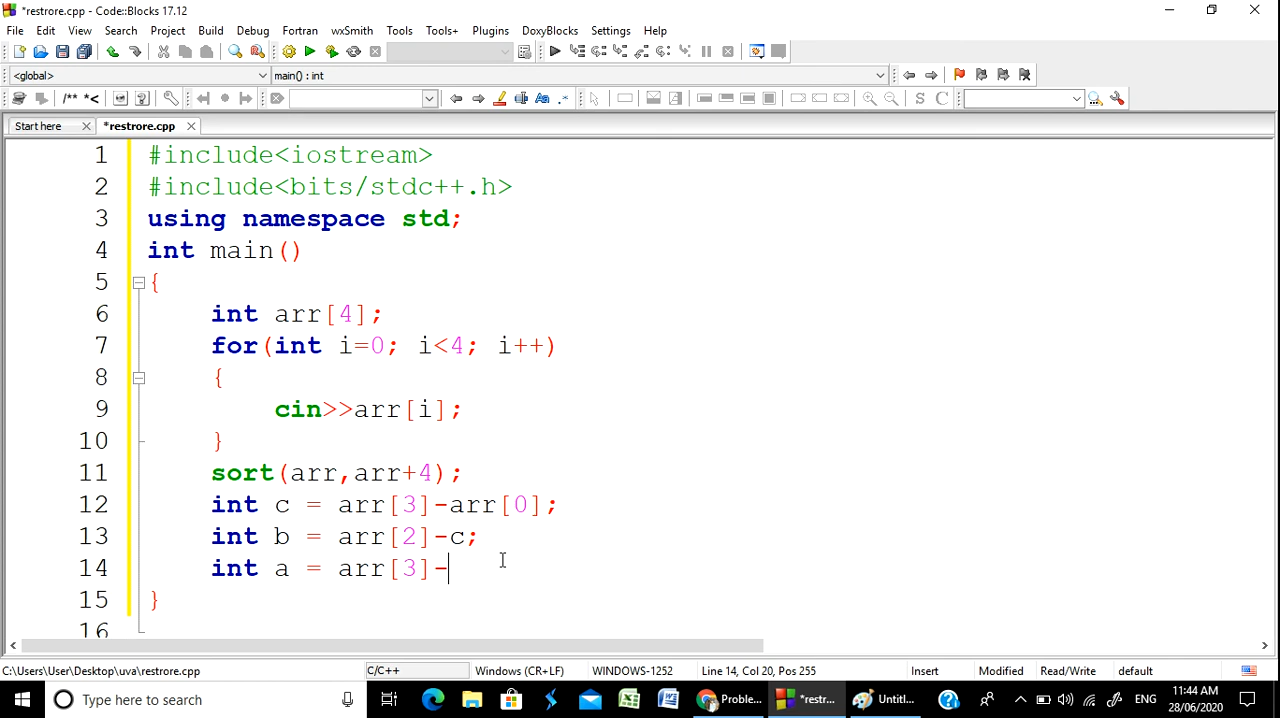 *restrore.cpp - Code::Blocks 17.12
File Edit View Search Project Build Debug Fortran wxSmith Tools Tools+ Plugins DoxyBlocks Settings Help
<global> main() : int
/** *<
S C
Start here *restrore.cpp
1 #include<iostream>
2 #include<bits/stdc++.h>
3 using namespace std;
4 int main()
5 {
6 int arr[4];
7 for(int i=0; i<4; i++)
8 {
9 cin>>arr[i];
10 }
11 sort(arr,arr+4);
12 int c = arr[3]-arr[0];
13 int b = arr[2]-c;
14 int a = arr[3]-
15 }
16
C:\Users\User\Desktop\uva\restrore.cpp C/C++ Windows (CR+LF) WINDOWS-1252 Line 14, Col 20, Pos 255 Insert Modified Read/Write default
Type here to search Proble... *restr... Untitl... ENG 11:44 AM
28/06/2020